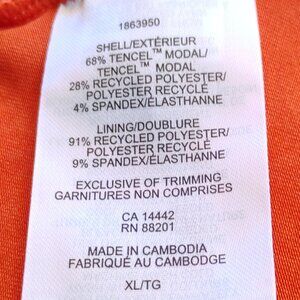 1863950
SHELL/EXTÉRIEUR
68% TENCEL™ MODAL/
TENCEL™ MODAL
28% RECYCLED POLYESTER/
POLYESTER RECYCLÉ
4% SPANDEX/ÉLASTHANNE
LINING/DOUBLURE
91% RECYCLED POLYESTER/
POLYESTER RECYCLÉ
9% SPANDEX/ÉLASTHANNE
EXCLUSIVE OF TRIMMING
GARNITURES NON COMPRISES
CA 14442
RN 88201
MADE IN CAMBODIA
FABRIQUÉ AU CAMBODGE
XL/TG